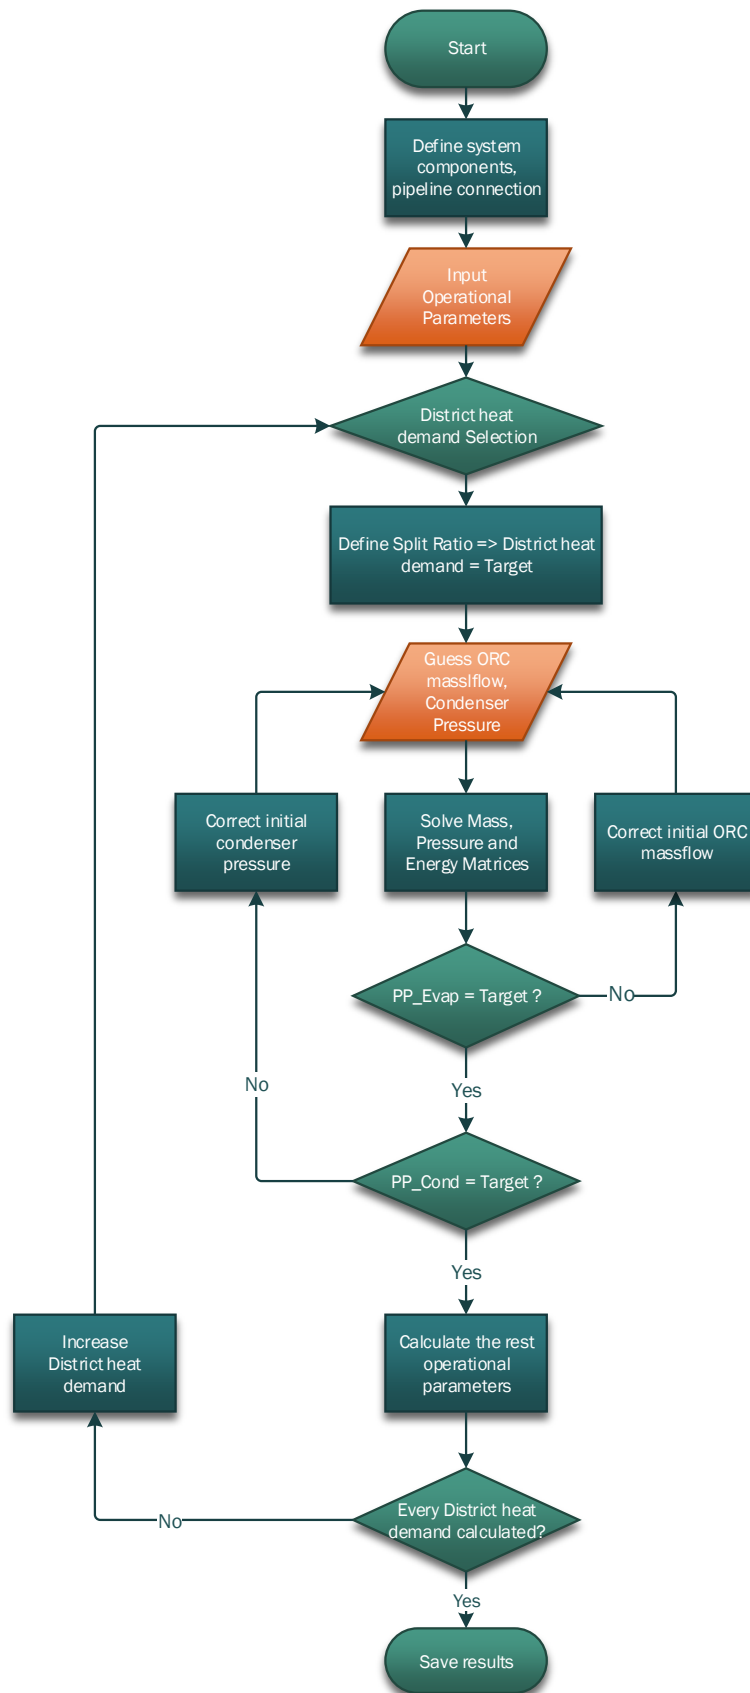 Start
Define system
components,
pipeline connection
Input
Operational
Parameters
District heat
demand Selection
Define Split Ratio => District heat
demand = Target
Guess ORC
masslflow,
Condenser
Pressure
Correct initial
condenser
pressure
Solve Mass,
Pressure and
Energy Matrices
Correct initial ORC
massflow
PP_Evap = Target ?
No
No
Yes
PP_Cond = Target ?
Yes
Increase
District heat
demand
Calculate the rest
operational
parameters
Every District heat
demand calculated?
No
Yes
Save results